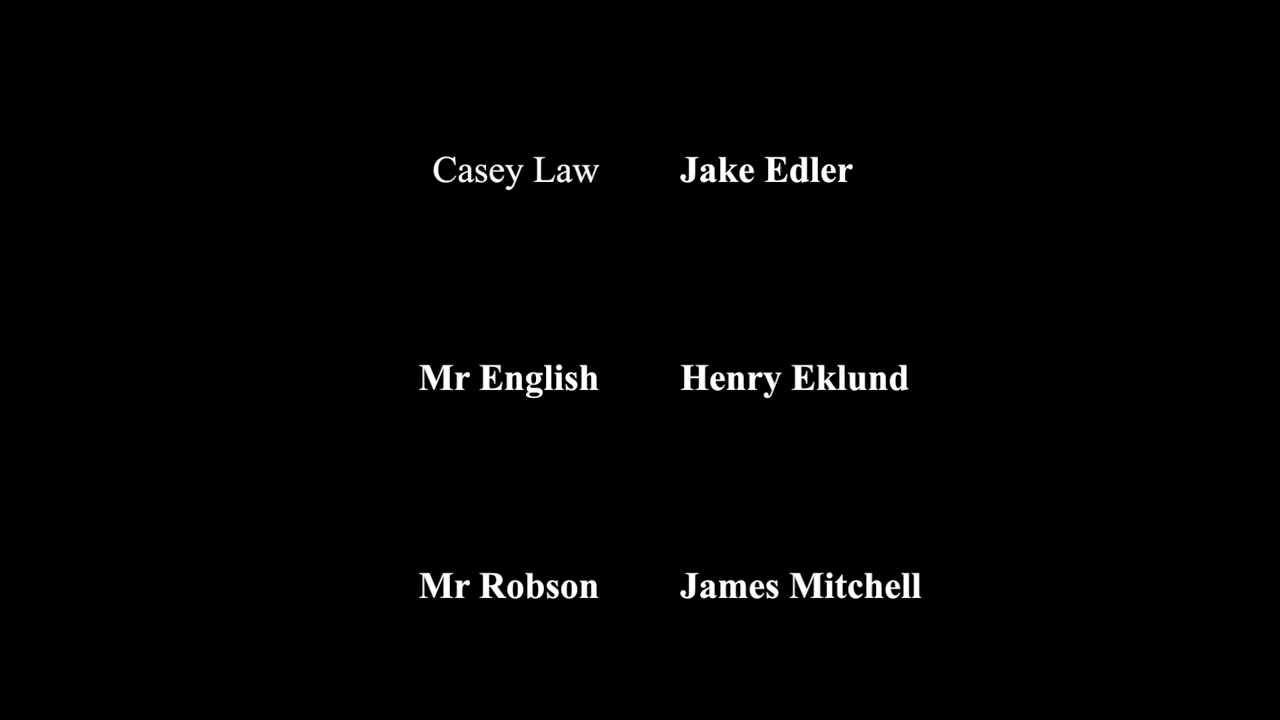 Casey Law Jake Edler
Mr English Henry Eklund
Mr Robson James Mitchell